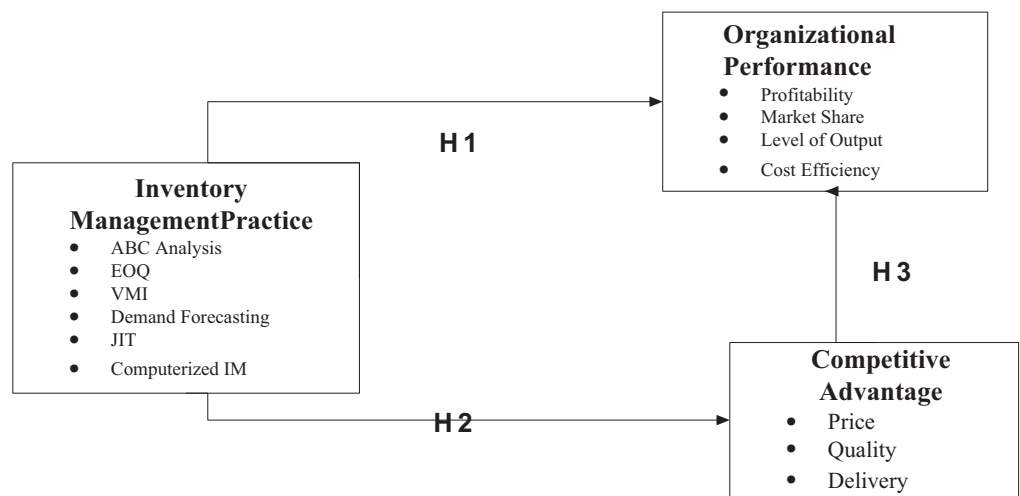 Organizational
Performance
• Profitability
• Market Share
• Level of Output
• Cost Efficiency
H 1
Inventory
ManagementPractice
• ABC Analysis
• EOQ
• VMI
• Demand Forecasting
• JIT
• Computerized IM
H 3
H 2
Competitive
Advantage
• Price
• Quality
• Delivery